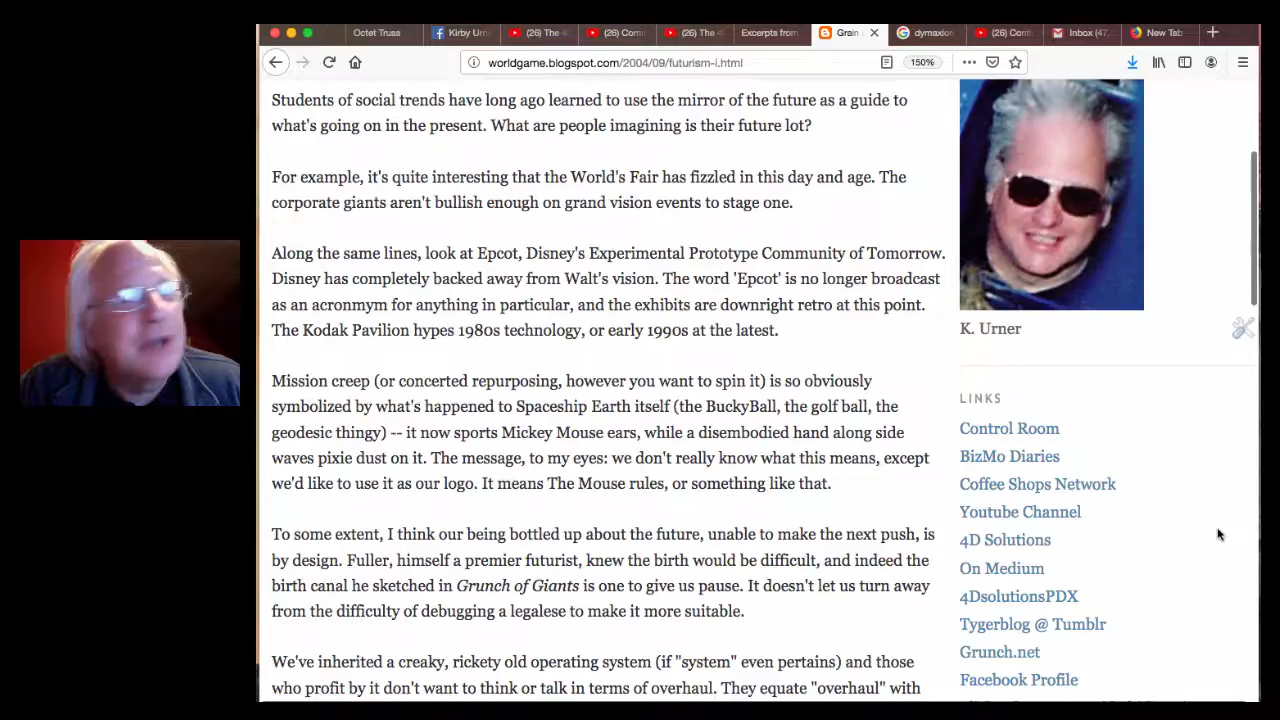 Octet Truse
Kirby Urn
(26) The 4
(26) Com
(26) The 4
Excerpts from
Grain
dymaxion
(26) Cont
Inbox (47,
New Tab
worldgame.blogspot.com/2004/09/futurism-i.html
150%
Students of social trends have long ago learned to use the mirror of the future as a guide to
what's going on in the present. What are people imagining is their future lot?
For example, it's quite interesting that the World's Fair has fizzled in this day and age. The
corporate giants aren't bullish enough on grand vision events to stage one.
Along the same lines, look at Epcot, Disney's Experimental Prototype Community of Tomorrow.
Disney has completely backed away from Walt's vision. The word 'Epcot' is no longer broadcast
as an acronmym for anything in particular, and the exhibits are downright retro at this point.
The Kodak Pavilion hypes 1980s technology, or early 1990s at the latest.
Mission creep (or concerted repurposing, however you want to spin it) is so obviously
symbolized by what's happened to Spaceship Earth itself (the BuckyBall, the golf ball, the
geodesic thingy) -- it now sports Mickey Mouse ears, while a disembodied hand along side
waves pixie dust on it. The message, to my eyes: we don't really know what this means, except
we'd like to use it as our logo. It means The Mouse rules, or something like that.
To some extent, I think our being bottled up about the future, unable to make the next push, is
by design. Fuller, himself a premier futurist, knew the birth would be difficult, and indeed the
birth canal he sketched in Grunch of Giants is one to give us pause. It doesn't let us turn away
from the difficulty of debugging a legalese to make it more suitable.
We've inherited a creaky, rickety old operating system (if "system" even pertains) and those
who profit by it don't want to think or talk in terms of overhaul. They equate "overhaul" with
K. Urner
LINKS
Control Room
BizMo Diaries
Coffee Shops Network
Youtube Channel
4D Solutions
On Medium
4DsolutionsPDX
Tygerblog @ Tumblr
Grunch.net
Facebook Profile